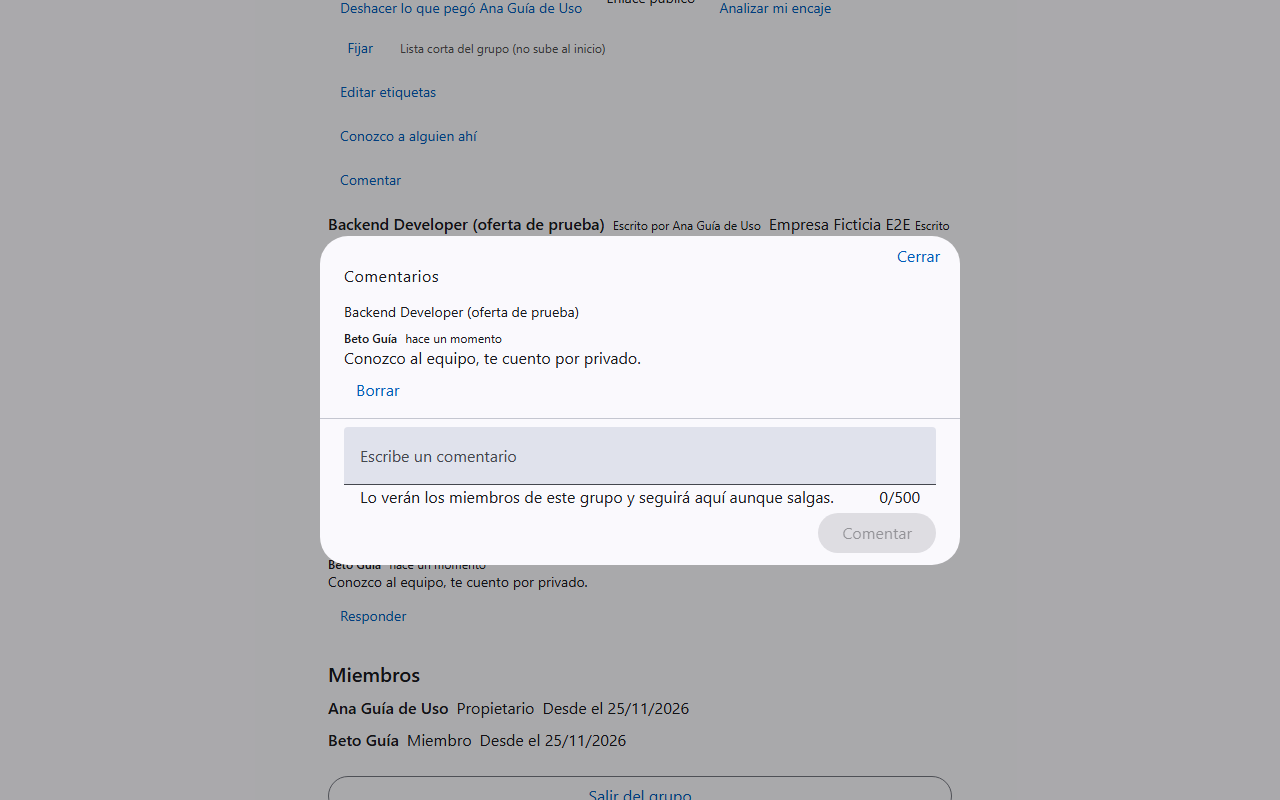 Deshacer lo que pegó Ana Guía de Uso Enlace público Analizar mi encaje
Fijar Lista corta del grupo (no sube al inicio)
Editar etiquetas
Conozco a alguien ahí
Comentar
Backend Developer (oferta de prueba) Escrito por Ana Guía de Uso Empresa Ficticia E2E Escrito
Cerrar
Comentarios
Backend Developer (oferta de prueba)
Beto Guía hace un momento
Conozco al equipo, te cuento por privado.
Borrar
Escribe un comentario
Lo verán los miembros de este grupo y seguirá aquí aunque salgas. 0/500
Comentar
Beto Guía hace un momento
Conozco al equipo, te cuento por privado.
Responder
Miembros
Ana Guía de Uso Propietario Desde el 25/11/2026
Beto Guía Miembro Desde el 25/11/2026
Salir del grupo